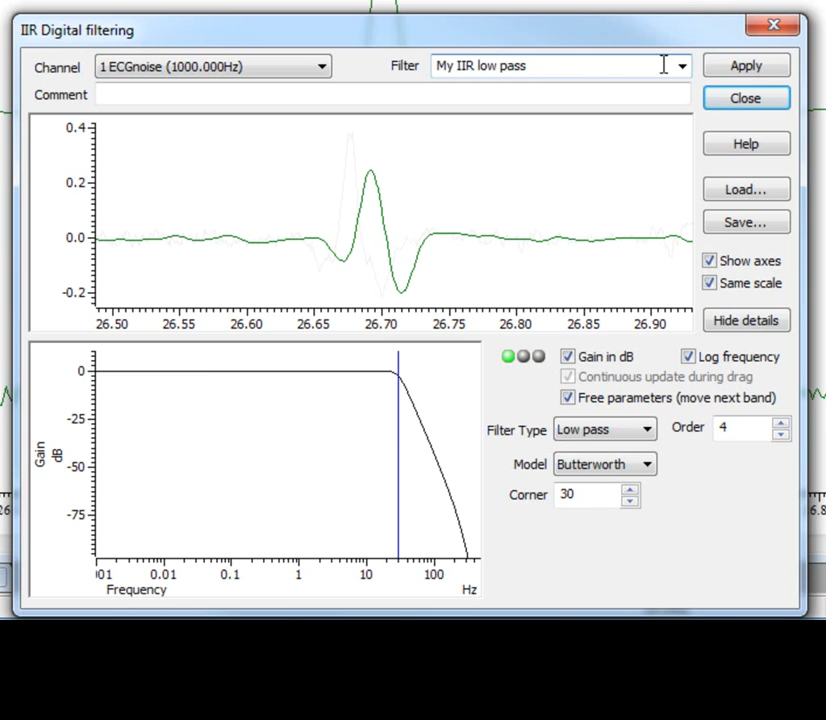 IIR Digital filtering
Channel 1 ECGnoise (1000.000Hz) Filter My IIR low pass Apply
Comment Close
Help
Load...
Save...
Show axes
Same scale
Hide details
0.4
0.2
0.0
-0.2
26.50 26.55 26.60 26.65 26.70 26.75 26.80 26.85 26.90
Gain in dB Log frequency
Continuous update during drag
Free parameters (move next band)
Filter Type Low pass Order 4
Model Butterworth
Corner 30
0
-25
-50
-75
Gain
dB
001 0.01 0.1 1 10 100
Frequency Hz